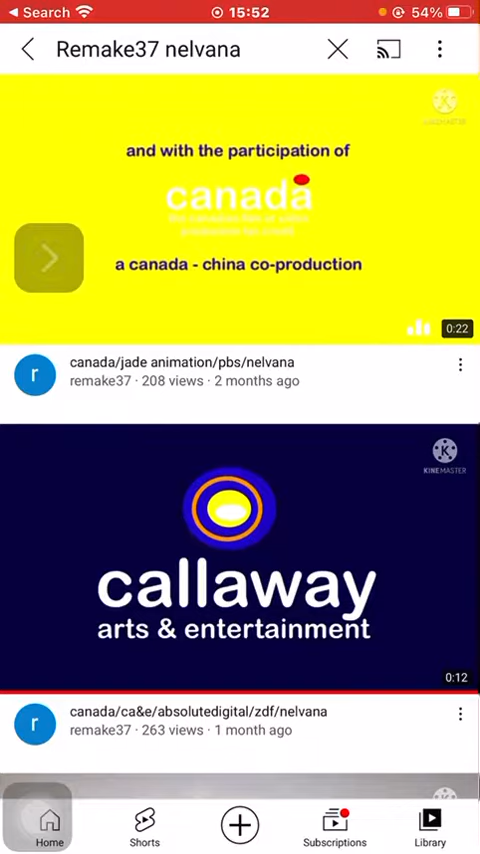 Search
15:52
54%
Remake37 nelvana
and with the participation of
canada
a canada - china co-production
0:22
canada/jade animation/pbs/nelvana
remake37 · 208 views · 2 months ago
r
KINEMASTER
callaway
arts & entertainment
0:12
canada/ca&e/absolutedigital/zdf/nelvana
remake37 · 263 views · 1 month ago
r
Home
Shorts
Subscriptions
Library